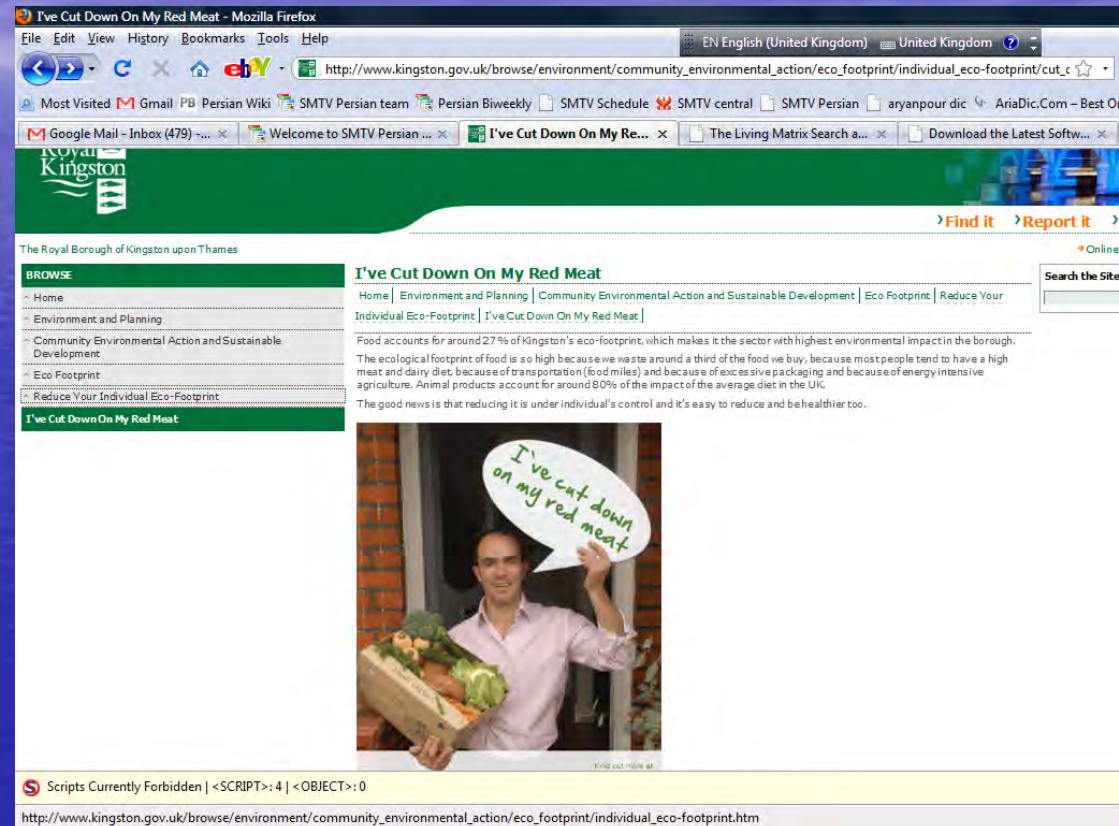 I've Cut Down On My Red Meat - Mozilla Firefox
File Edit View History Bookmarks Tools Help
EN English (United Kingdom) United Kingdom ?
ebY
http://www.kingston.gov.uk/browse/environment/community_environmental_action/eco_footprint/individual_eco-footprint/cut_c
Most Visited Gmail PB Persian Wiki SMTV Persian team Persian Biweekly SMTV Schedule SMTV central SMTV Persian aryanpour dic AriaDic.Com – Best On
Google Mail - Inbox (479) -... Welcome to SMTV Persian ... I've Cut Down On My Re... The Living Matrix Search a... Download the Latest Softw...
Royal
Kingston
Find it Report it
The Royal Borough of Kingston upon Thames
Online
BROWSE
Home
Environment and Planning
Community Environmental Action and Sustainable
Development
Eco Footprint
Reduce Your Individual Eco-Footprint
I've Cut Down On My Red Meat
I've Cut Down On My Red Meat
Home | Environment and Planning | Community Environmental Action and Sustainable Development | Eco Footprint | Reduce Your
Individual Eco-Footprint | I've Cut Down On My Red Meat |
Search the Site
Food accounts for around 27% of Kingston's eco-footprint, which makes it the sector with highest environmental impact in the borough.
The ecological footprint of food is so high because we waste around a third of the food we buy, because most people tend to have a high
meat and dairy diet, because of transportation (food miles) and because of excessive packaging and because of energy intensive
agriculture. Animal products account for around 80% of the impact of the average diet in the UK.
The good news is that reducing it is under individual's control and it's easy to reduce and be healthier too.
I've cut down
on my red meat
Find out more at
Scripts Currently Forbidden | <SCRIPT>: 4 | <OBJECT>: 0
http://www.kingston.gov.uk/browse/environment/community_environmental_action/eco_footprint/individual_eco-footprint.htm